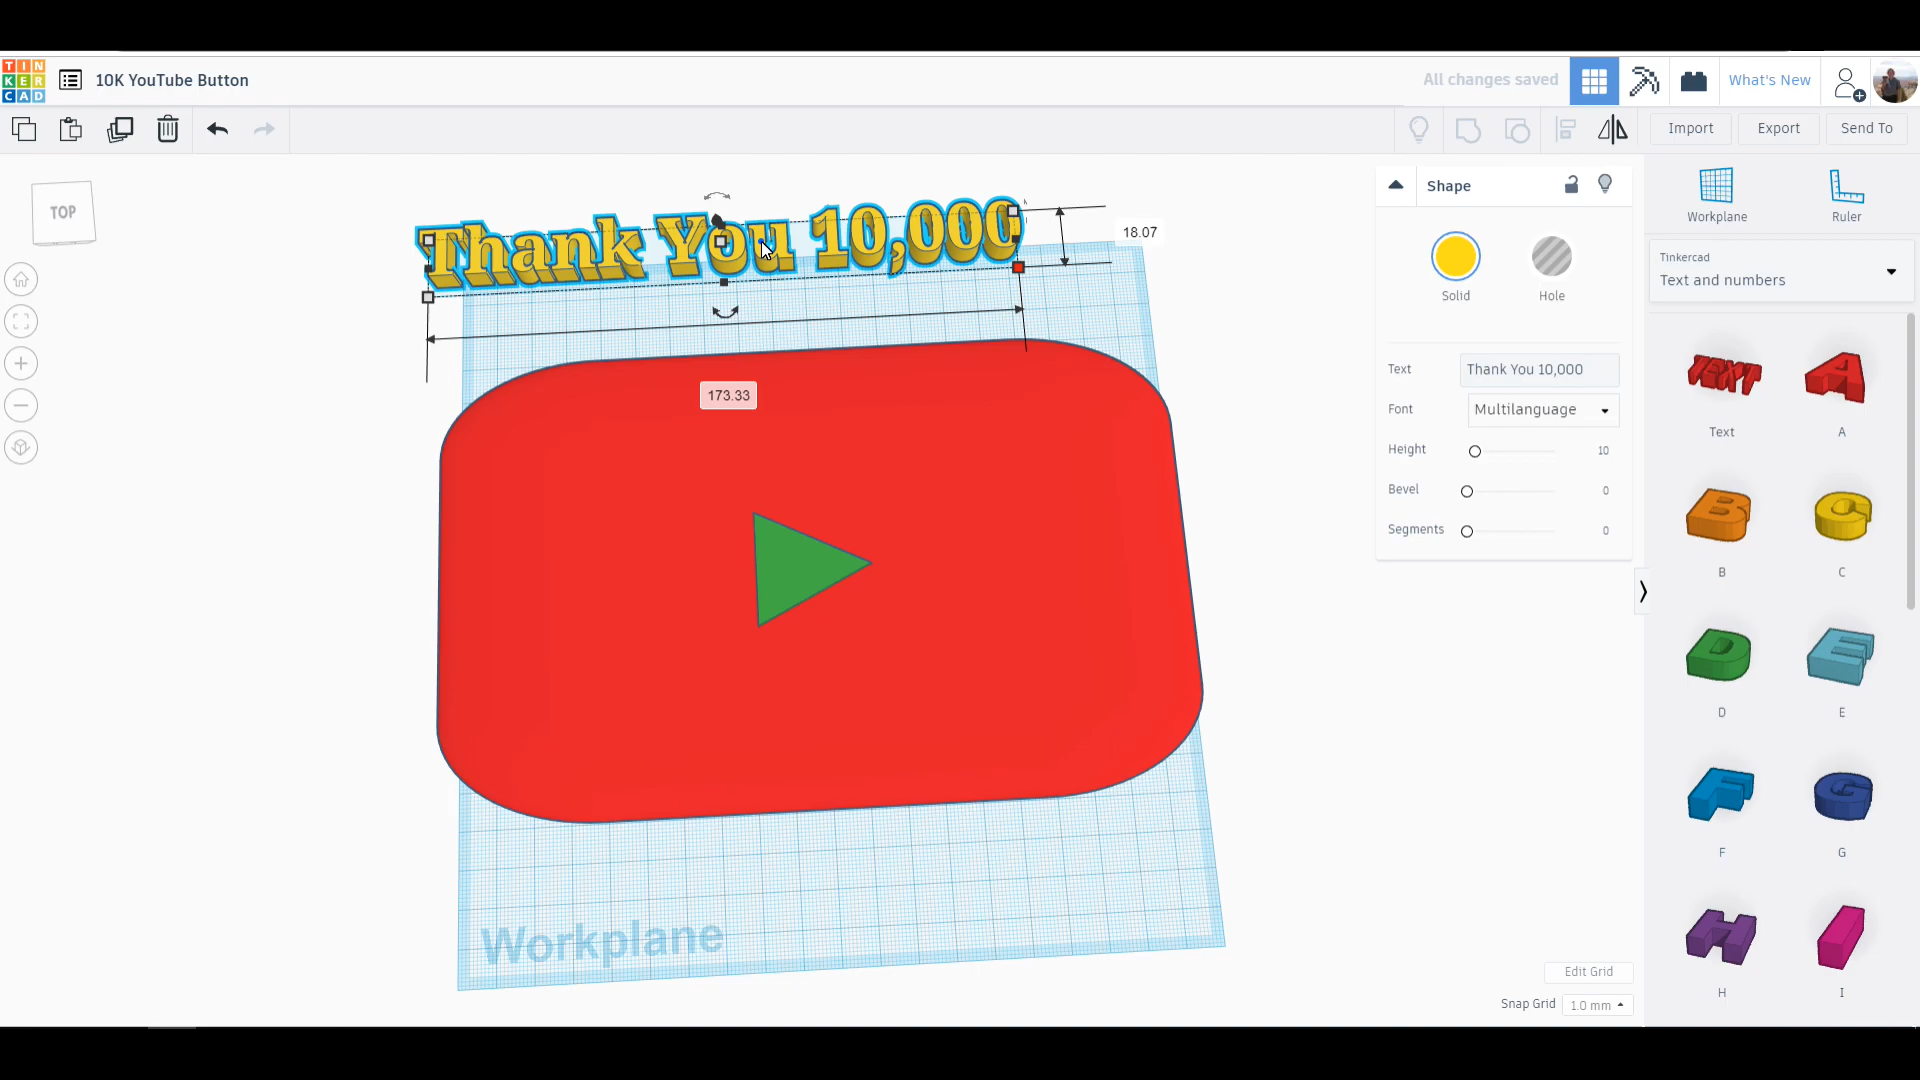 TINKERCAD
10K YouTube Button
All changes saved
What's New
Import
Export
Send To
TOP
Thank You 10,000
18.07
173.33
Workplane
Shape
Solid
Hole
Text
Thank You 10,000
Font
Multilanguage
Height
10
Bevel
0
Segments
0
Edit Grid
Snap Grid
1.0 mm
Workplane
Ruler
Tinkercad
Text and numbers
TEXT
A
Text
A
B
C
B
C
D
E
D
E
F
G
F
G
H
I
H
I